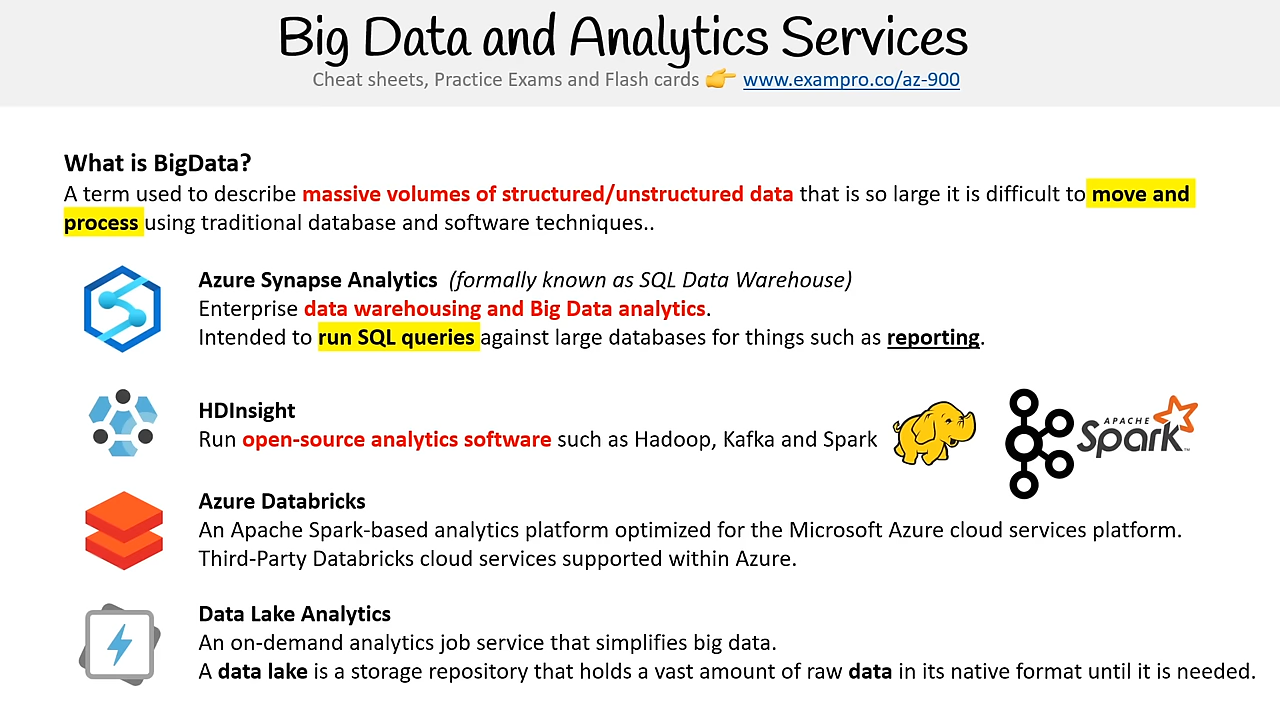 Big Data and Analytics Services
Cheat sheets, Practice Exams and Flash cards 👉 www.exampro.co/az-900
What is BigData?
A term used to describe massive volumes of structured/unstructured data that is so large it is difficult to move and
process using traditional database and software techniques..
Azure Synapse Analytics (formally known as SQL Data Warehouse)
Enterprise data warehousing and Big Data analytics.
Intended to run SQL queries against large databases for things such as reporting.
HDInsight
Run open-source analytics software such as Hadoop, Kafka and Spark
APACHE
Spark™
Azure Databricks
An Apache Spark-based analytics platform optimized for the Microsoft Azure cloud services platform.
Third-Party Databricks cloud services supported within Azure.
Data Lake Analytics
An on-demand analytics job service that simplifies big data.
A data lake is a storage repository that holds a vast amount of raw data in its native format until it is needed.